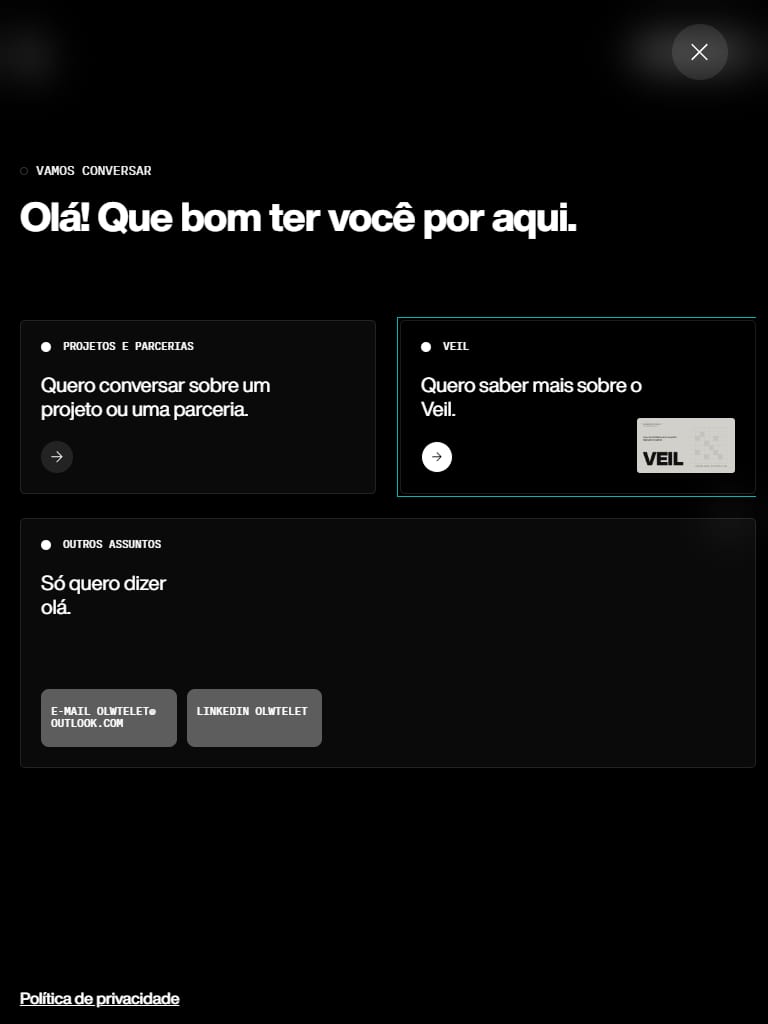 VAMOS CONVERSAR
Olá! Que bom ter você por aqui.
PROJETOS E PARCERIAS
Quero conversar sobre um
projeto ou uma parceria.
VEIL
Quero saber mais sobre o
Veil.
VEIL
OUTROS ASSUNTOS
Só quero dizer
olá.
E-MAIL OLWTELET@
OUTLOOK.COM
LINKEDIN OLWTELET
Política de privacidade